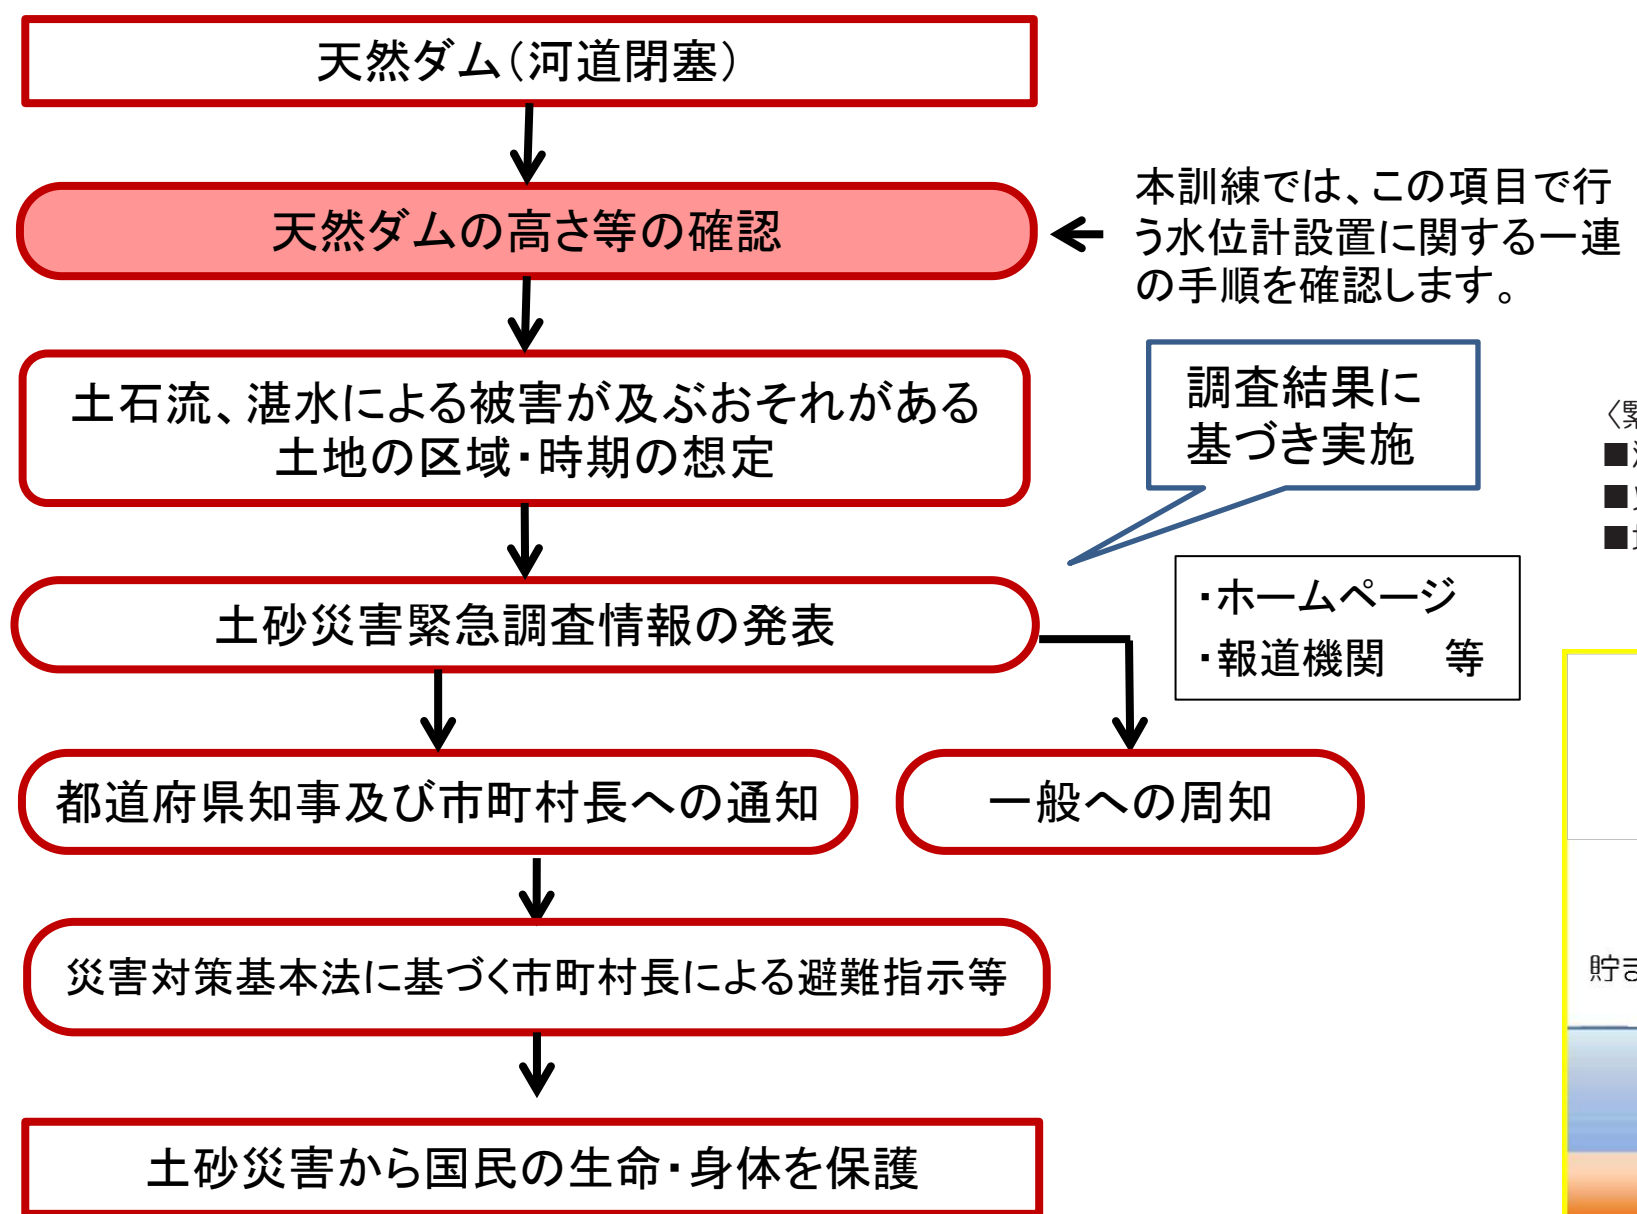 天然ダム(河道閉塞)
天然ダムの高さ等の確認
本訓練では、この項目で行
う水位計設置に関する一連
の手順を確認します。
土石流、湛水による被害が及ぶおそれがある
土地の区域・時期の想定
調査結果に
基づき実施
土砂災害緊急調査情報の発表
・ホームページ
・報道機関　等
都道府県知事及び市町村長への通知
一般への周知
災害対策基本法に基づく市町村長による避難指示等
土砂災害から国民の生命・身体を保護
〈緊
■
■
■
貯ま